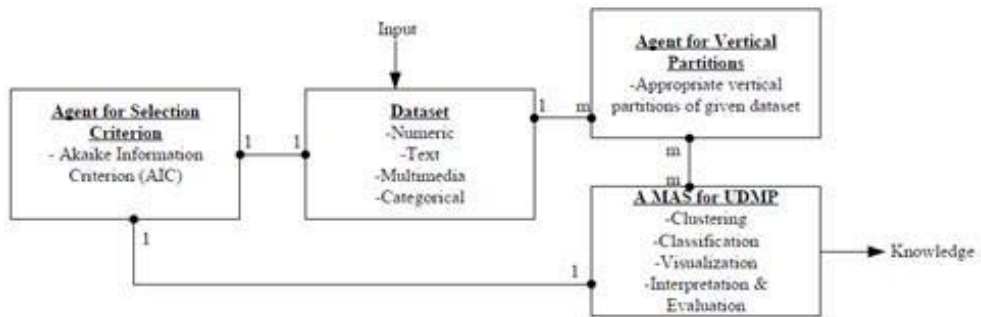 Input
Agent for Selection
Criterion
- Akaike Information
Criterion (AIC)
1
1
Dataset
-Numeric
-Text
-Multimedia
-Categorical
1
m
Agent for Vertical
Partitions
-Appropriate vertical
partitions of given dataset
m
m
A MAS for UDMP
-Clustering
-Classification
-Visualization
-Interpretation &
Evaluation
Knowledge
1
1